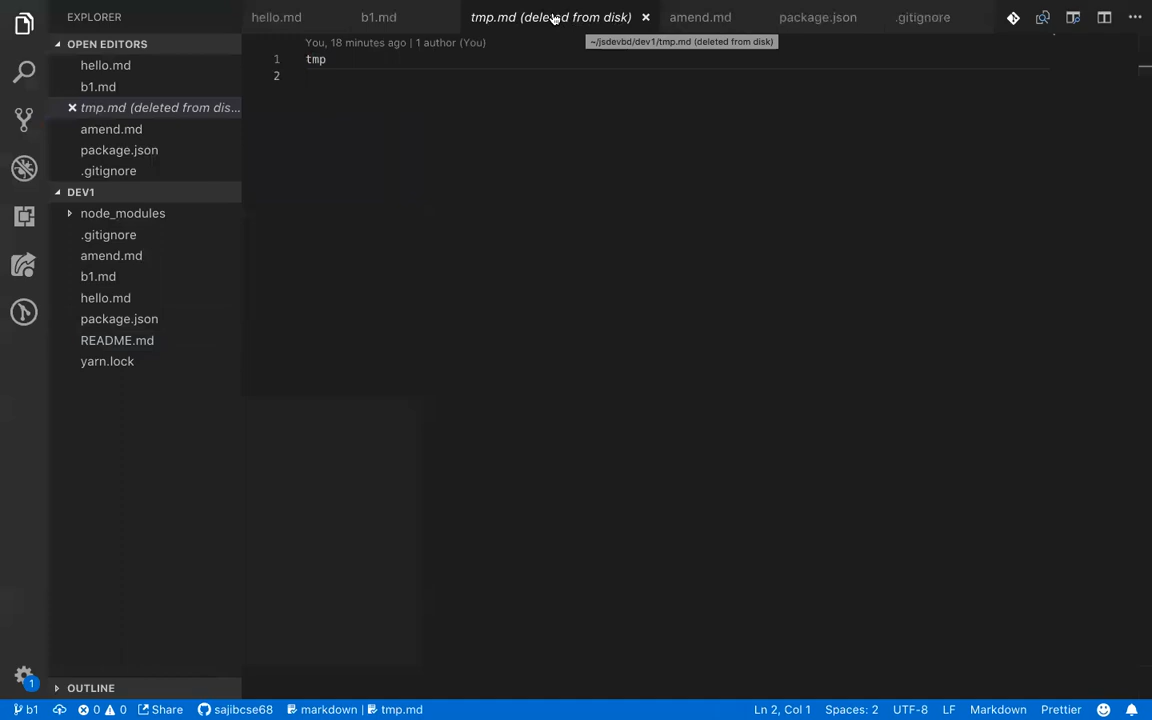 EXPLORER
hello.md
b1.md
tmp.md (deleted from disk)
amend.md
package.json
.gitignore
OPEN EDITORS
hello.md
b1.md
tmp.md (deleted from dis...
amend.md
package.json
.gitignore
DEV1
node_modules
.gitignore
amend.md
b1.md
hello.md
package.json
README.md
yarn.lock
OUTLINE
You, 18 minutes ago | 1 author (You)
~/jsdevbd/dev1/tmp.md (deleted from disk)
1 tmp
2
1
b1
0 0
Share
sajibcse68
markdown | tmp.md
Ln 2, Col 1
Spaces: 2
UTF-8
LF
Markdown
Prettier